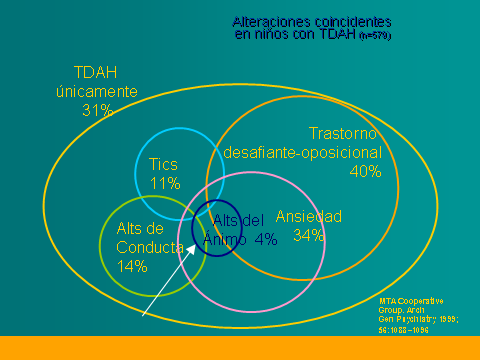 Alteraciones coincidentes
en niños con TDAH (n=579)
TDAH
únicamente
31%
Trastorno
desafiante-oposicional
40%
Tics
11%
Alts de
Conducta
14%
Alts del
Ánimo 4%
Ansiedad
34%
MTA Cooperative
Group. Arch
Gen Psychiatry 1999;
56:1088–1096